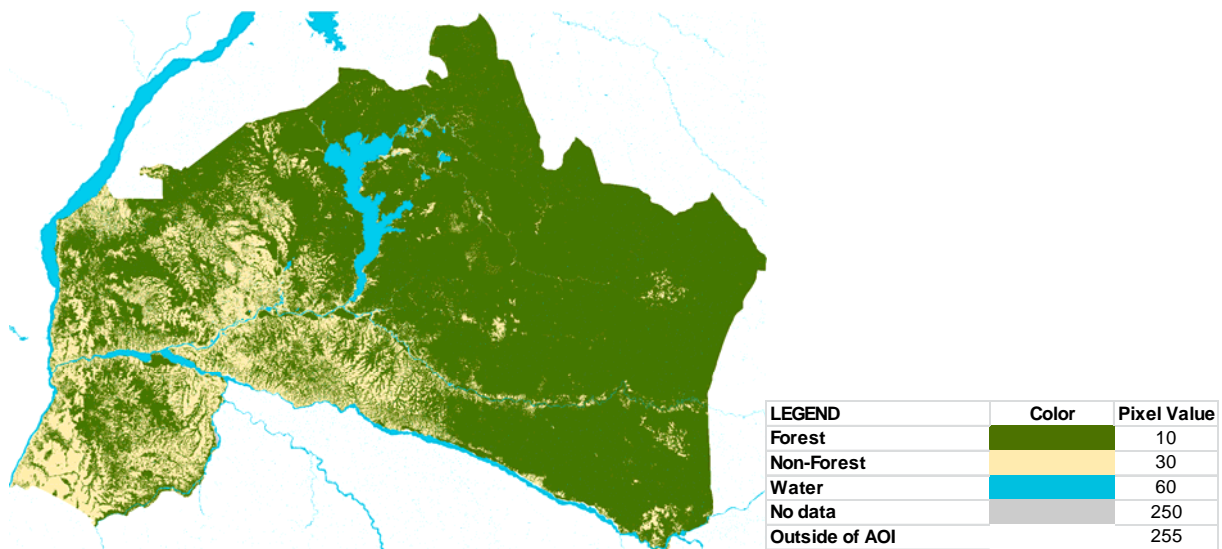 LEGEND Color Pixel Value
Forest 10
Non-Forest 30
Water 60
No data 250
Outside of AOI 255